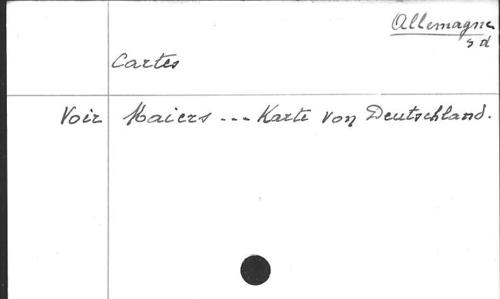 Allemagne
s d
Cartes
Voir Maiers --- Karte von Deutschland.